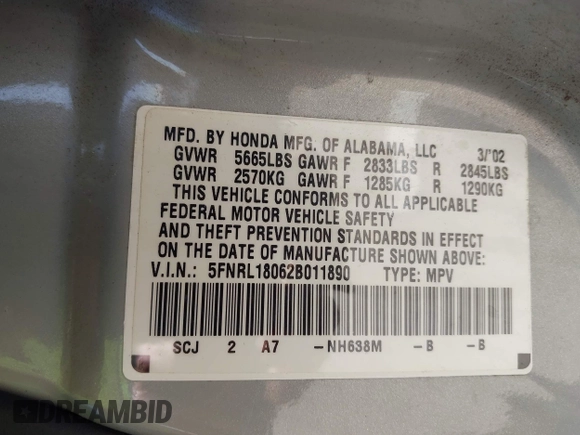 MFD. BY HONDA MFG. OF ALABAMA, LLC 3/'02
GVWR 5665LBS GAWR F 2833LBS R 2845LBS
GVWR 2570KG GAWR F 1285KG R 1290KG
THIS VEHICLE CONFORMS TO ALL APPLICABLE
FEDERAL MOTOR VEHICLE SAFETY
AND THEFT PREVENTION STANDARDS IN EFFECT
ON THE DATE OF MANUFACTURE SHOWN ABOVE.
V.I.N.: 5FNRL18062B011890 TYPE: MPV
SCJ 2 A7 -NH638M -B -B
DREAMBID